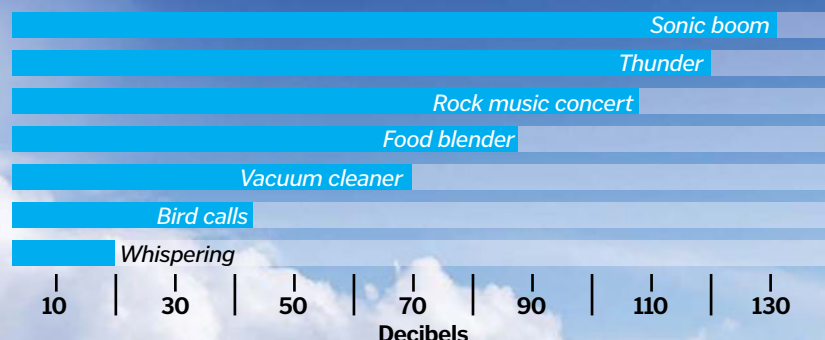 Sonic boom
Thunder
Rock music concert
Food blender
Vacuum cleaner
Bird calls
Whispering
10 30 50 70 90 110 130
Decibels